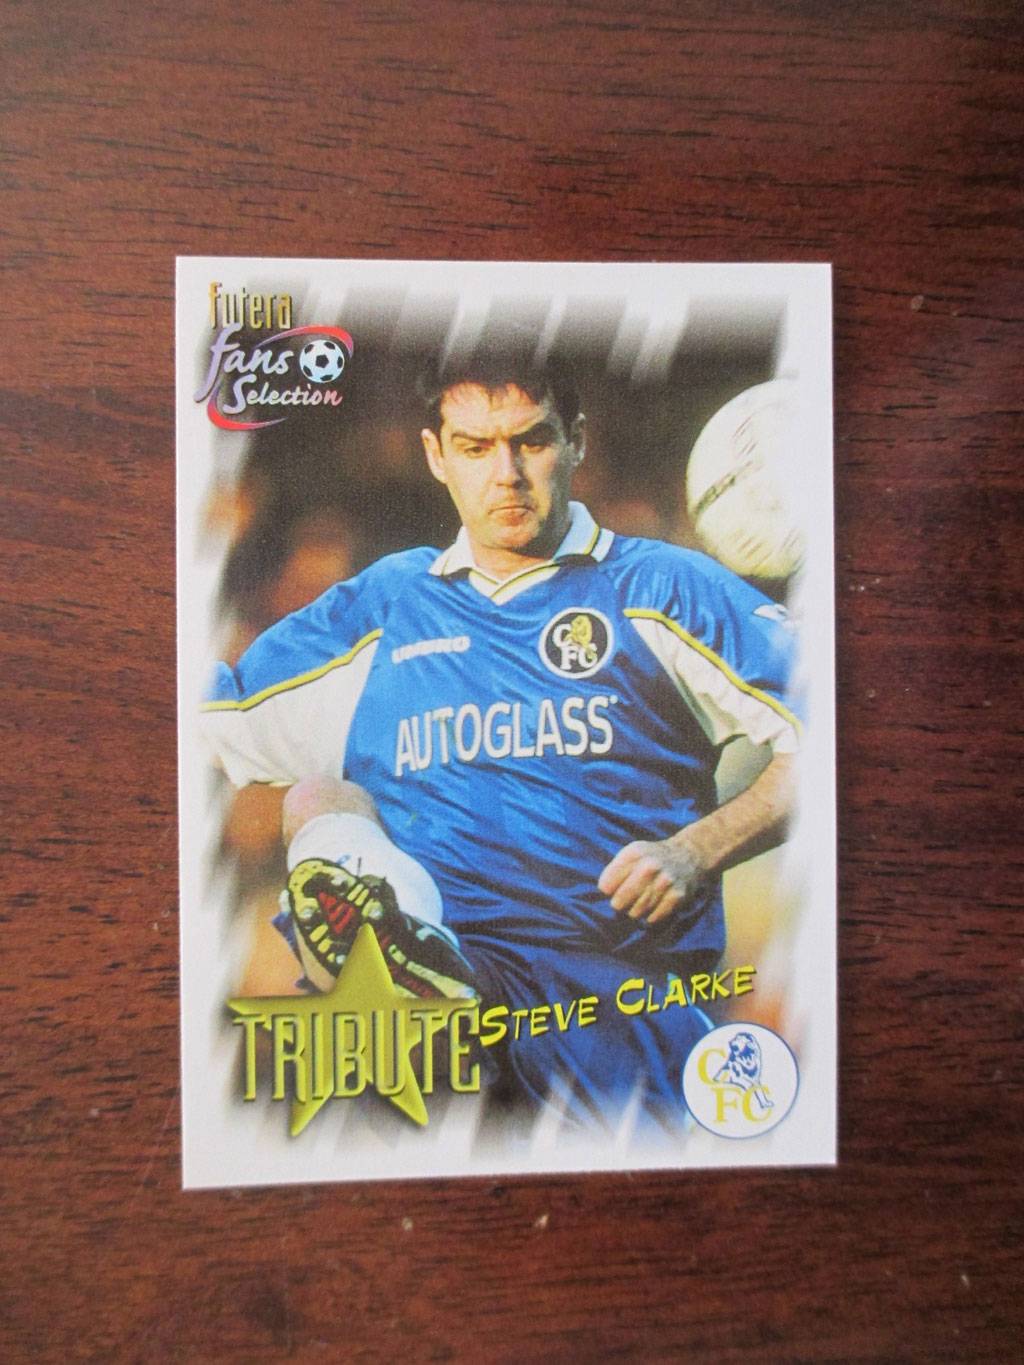 Futera
fans
Selection
UMBRO
CFC
AUTOGLASS
STEVE CLARKE
TRIBUTE
CFC